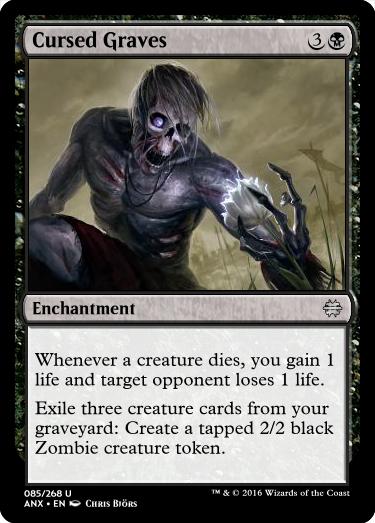 Cursed Graves 3
Enchantment
Whenever a creature dies, you gain 1
life and target opponent loses 1 life.
Exile three creature cards from your
graveyard: Create a tapped 2/2 black
Zombie creature token.
085/268 U
™ & © 2016 Wizards of the Coast
ANX • EN Chris Bjors